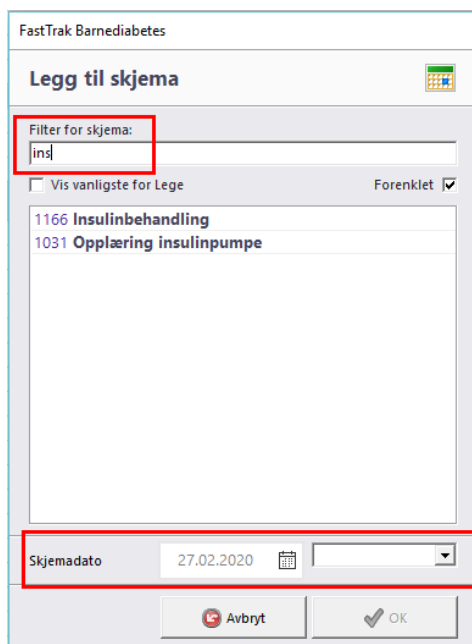 FastTrak Barnediabetes
Legg til skjema
Filter for skjema:
ins
Vis vanligste for Lege Forenklet
1166 Insulinbehandling
1031 Opplæring insulinpumpe
Skjemadato 27.02.2020
Avbryt OK